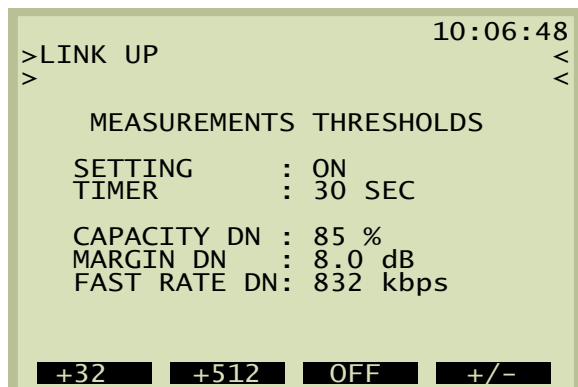 10:06:48
>LINK UP <
> <
MEASUREMENTS THRESHOLDS
SETTING : ON
TIMER : 30 SEC
CAPACITY DN : 85 %
MARGIN DN : 8.0 dB
FAST RATE DN: 832 kbps
+32 +512 OFF +/-